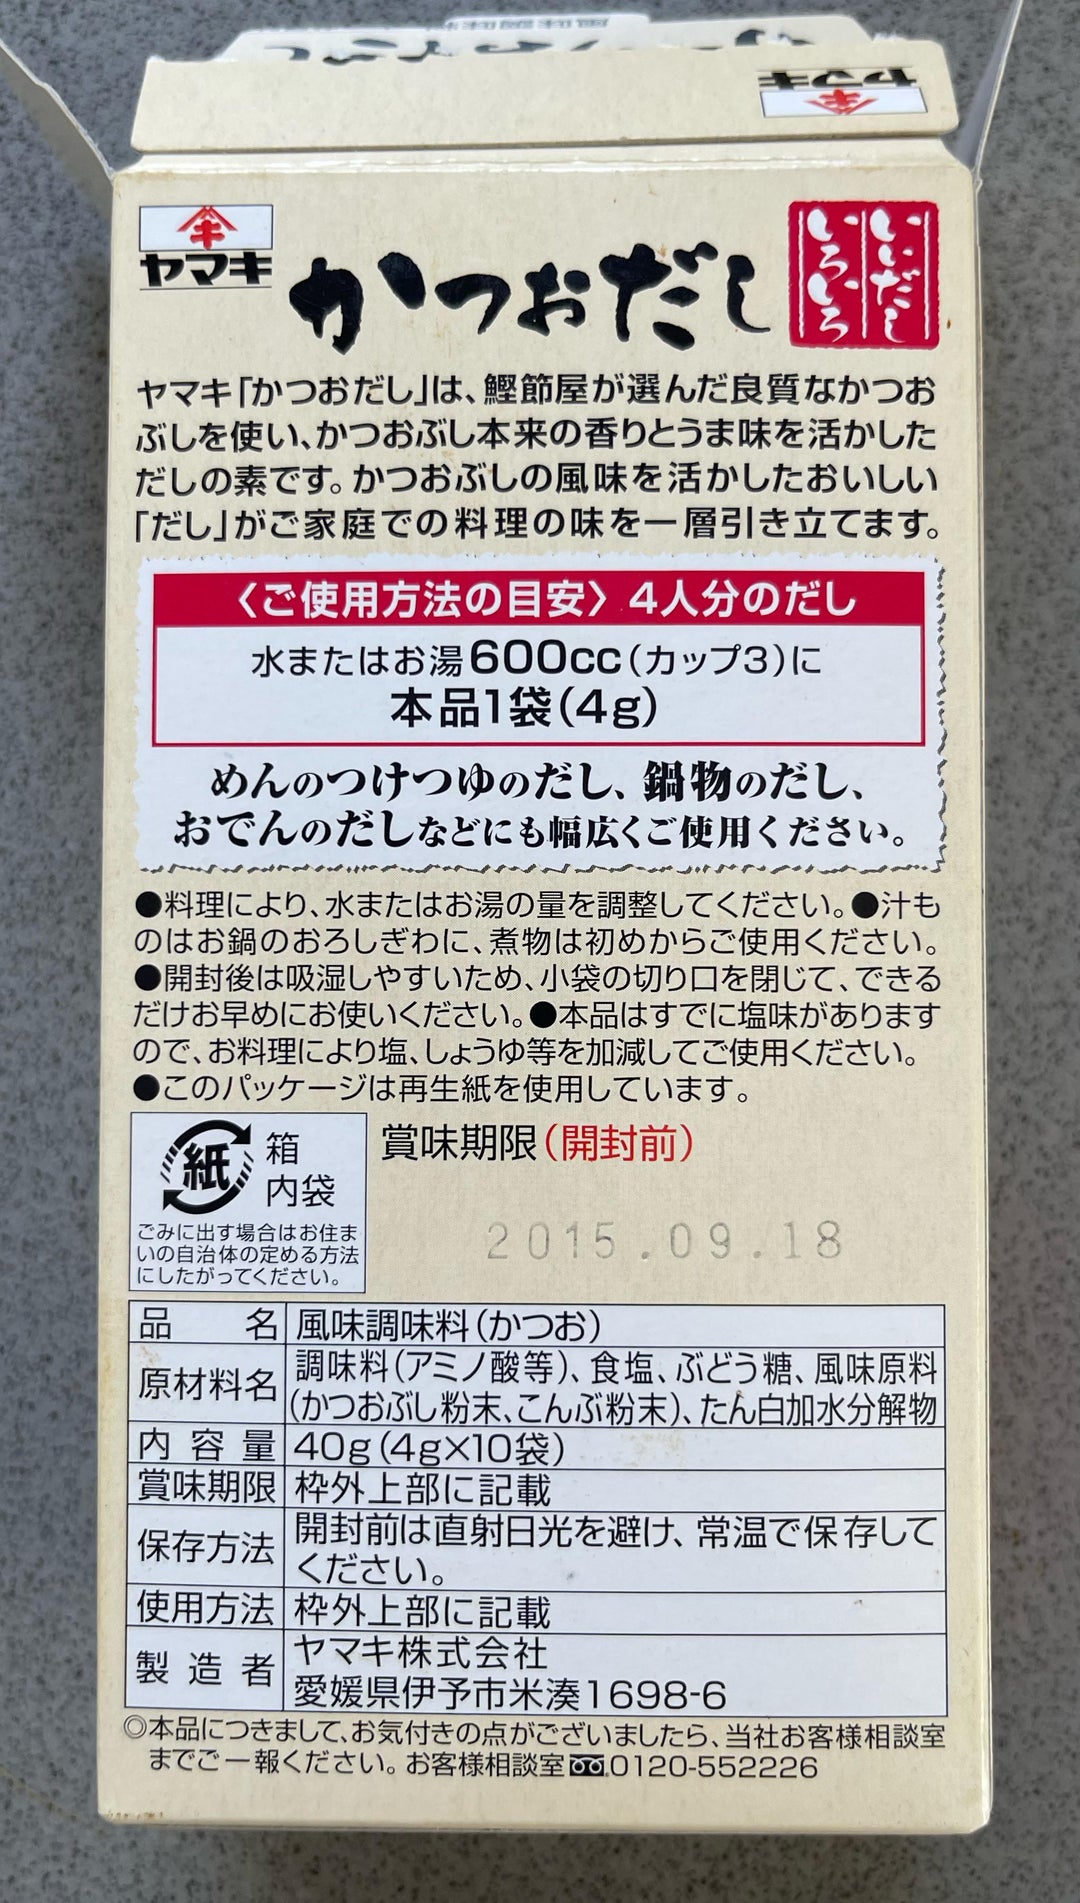 ヤマキ
キ
ヤマキ
かつおだし
いいだし
いろいろ
ヤマキ「かつおだし」は、鰹節屋が選んだ良質なかつお
ぶしを使い、かつおぶし本来の香りとうま味を活かした
だしの素です。かつおぶしの風味を活かしたおいしい
「だし」がご家庭での料理の味を一層引き立てます。
〈ご使用方法の目安〉4人分のだし
水またはお湯600cc(カップ3)に
本品1袋(4g)
めんのつけつゆのだし、鍋物のだし、
おでんのだしなどにも幅広くご使用ください。
●料理により、水またはお湯の量を調整してください。●汁も
のはお鍋のおろしぎわに、煮物は初めからご使用ください。
●開封後は吸湿しやすいため、小袋の切り口を閉じて、できる
だけお早めにお使いください。●本品はすでに塩味があります
ので、お料理により塩、しょうゆ等を加減してご使用ください。
●このパッケージは再生紙を使用しています。
紙
箱
内袋
ごみに出す場合はお住ま
いの自治体の定める方法
にしたがってください。
賞味期限(開封前)
2015.09.18
品名 風味調味料(かつお)
原材料名 調味料(アミノ酸等)、食塩、ぶどう糖、風味原料
(かつおぶし粉末、こんぶ粉末)、たん白加水分解物
内容量 40g(4g×10袋)
賞味期限 枠外上部に記載
保存方法 開封前は直射日光を避け、常温で保存して
ください。
使用方法 枠外上部に記載
製造者 ヤマキ株式会社
愛媛県伊予市米湊1698-6
◎本品につきまして、お気付きの点がございましたら、当社お客様相談室
までご一報ください。お客様相談室 0120-552226